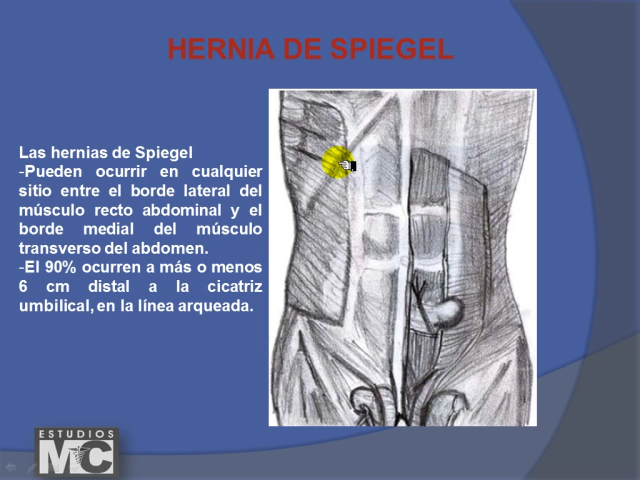 HERNIA DE SPIEGEL
Las hernias de Spiegel
-Pueden ocurrir en cualquier
sitio entre el borde lateral del
músculo recto abdominal y el
borde medial del músculo
transverso del abdomen.
-El 90% ocurren a más o menos
6 cm distal a la cicatriz
umbilical, en la línea arqueada.
ESTUDIOS
MC